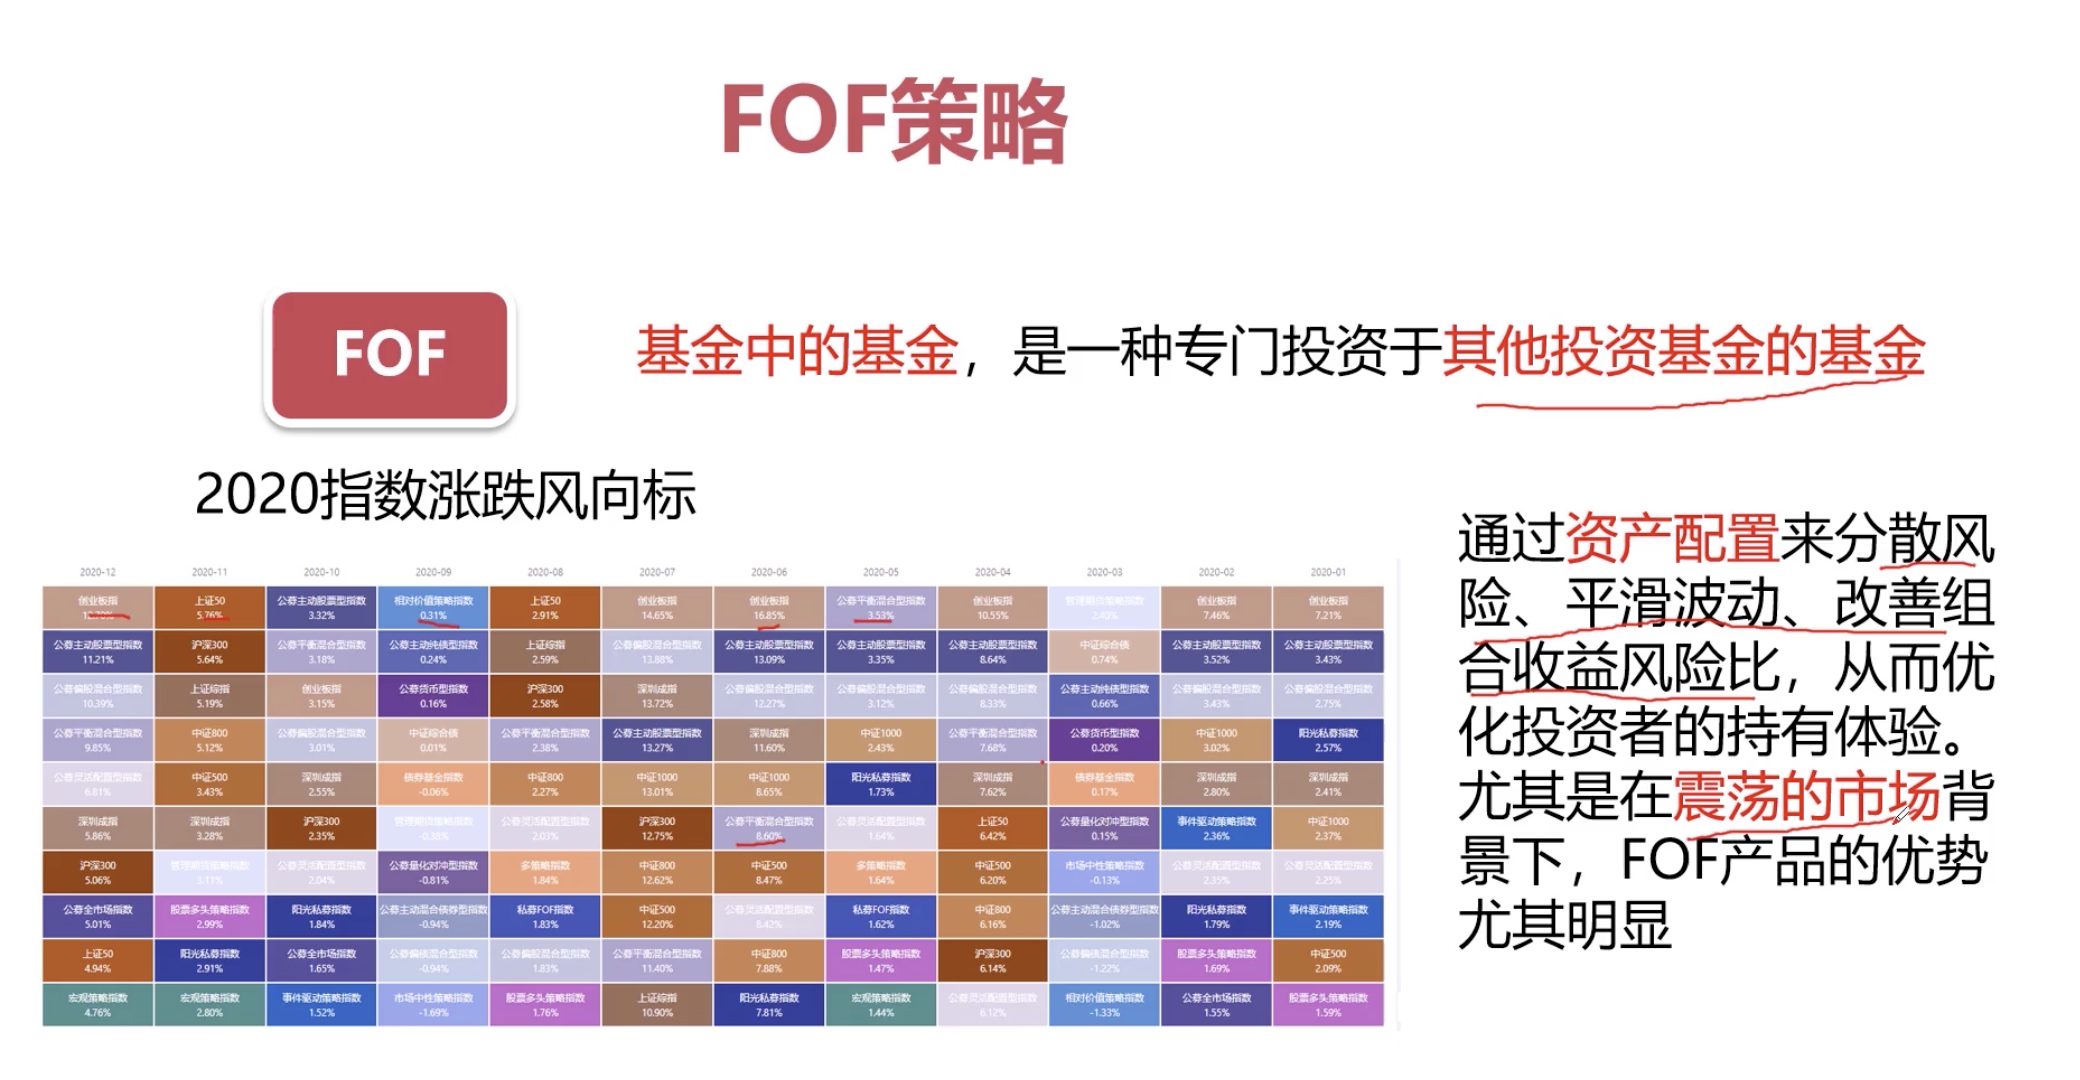 FOF策略
FOF
基金中的基金，是一种专门投资于其他投资基金的基金
2020指数涨跌风向标
通过资产配置来分散风
险、平滑波动、改善组
合收益风险比，从而优
化投资者的持有体验。
尤其是在震荡的市场背
景下，FOF产品的优势
尤其明显
2020-12 2020-11 2020-10 2020-09 2020-08 2020-07 2020-06 2020-05 2020-04 2020-03 2020-02 2020-01
创业板指 上证50 公募主动股票型指数 相对价值策略指数 上证50 创业板指 创业板指 公募平衡混合型指数 创业板指 管理期货策略指数 创业板指 创业板指
5.76% 3.32% 0.31% 2.91% 14.65% 16.85% 3.53% 10.55% 2.40% 7.46% 7.21%
公募主动股票型指数 沪深300 公募平衡混合型指数 公募主动纯债型指数 上证综指 公募偏股混合型指数 公募主动股票型指数 公募主动股票型指数 公募主动股票型指数 中证综合债 公募主动股票型指数 公募主动股票型指数
11.21% 5.64% 3.18% 0.24% 2.59% 13.88% 13.09% 3.35% 8.64% 0.74% 3.52% 3.43%
公募偏股混合型指数 上证综指 创业板指 公募货币型指数 沪深300 深圳成指 公募偏股混合型指数 公募偏股混合型指数 公募偏股混合型指数 公募主动纯债型指数 公募偏股混合型指数 公募偏股混合型指数
10.39% 5.19% 3.15% 0.16% 2.58% 13.72% 12.27% 3.12% 8.33% 0.66% 3.43% 2.75%
公募平衡混合型指数 中证800 公募偏股混合型指数 中证综合债 公募平衡混合型指数 公募主动股票型指数 深圳成指 中证1000 公募平衡混合型指数 公募货币型指数 中证1000 阳光私募指数
9.85% 5.12% 3.01% 0.01% 2.38% 13.27% 11.60% 2.43% 7.68% 0.20% 3.02% 2.57%
公募灵活配置型指数 中证500 深圳成指 债券基金指数 中证800 中证1000 中证1000 阳光私募指数 深圳成指 债券基金指数 深圳成指 深圳成指
6.81% 3.43% 2.55% -0.06% 2.27% 13.01% 8.65% 1.73% 7.62% 0.17% 2.80% 2.41%
深圳成指 深圳成指 沪深300 管理期货策略指数 公募灵活配置型指数 沪深300 公募平衡混合型指数 公募灵活配置型指数 上证50 公募量化对冲型指数 事件驱动策略指数 中证1000
5.86% 3.28% 2.35% 2.03% 12.75% 8.60% 1.64% 6.42% 0.15% 2.36% 2.37%
沪深300 管理期货策略指数 公募灵活配置型指数 公募量化对冲型指数 多策略指数 中证800 中证500 多策略指数 中证500 市场中性策略指数 公募灵活配置型指数 公募灵活配置型指数
5.06% 3.11% 2.04% -0.81% 1.84% 12.62% 8.47% 1.64% 6.20% -0.13% 2.35% 2.25%
公募全市场指数 股票多头策略指数 阳光私募指数 公募主动混合债券型指数 私募FOF指数 中证500 公募灵活配置型指数 私募FOF指数 中证800 公募主动混合债券型指数 阳光私募指数 事件驱动策略指数
5.01% 2.99% 1.84% -0.94% 1.83% 12.20% 8.42% 1.62% 6.16% -1.02% 1.79% 2.19%
上证50 阳光私募指数 公募全市场指数 公募偏债混合型指数 公募偏股混合型指数 公募平衡混合型指数 中证800 股票多头策略指数 沪深300 公募偏债混合型指数 股票多头策略指数 中证500
4.94% 2.91% 1.65% -0.94% 1.83% 11.40% 7.88% 1.47% 6.14% -1.22% 1.69% 2.09%
宏观策略指数 宏观策略指数 事件驱动策略指数 市场中性策略指数 股票多头策略指数 上证综指 阳光私募指数 宏观策略指数 公募灵活配置型指数 相对价值策略指数 公募全市场指数 股票多头策略指数
4.76% 2.80% 1.52% -1.69% 1.76% 10.90% 7.81% 1.44% 6.12% -1.33% 1.55% 1.59%